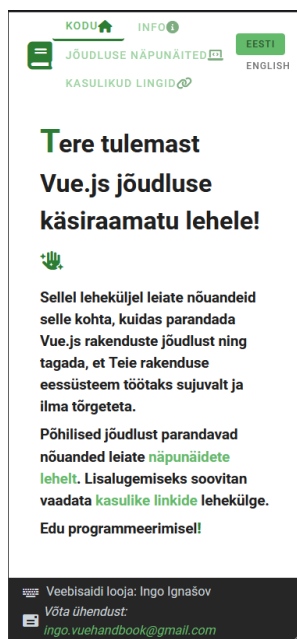 KODU
INFO
JÕUDLUSE NÄPUNÄITED
KASULIKUD LINGID
EESTI
ENGLISH
Tere tulemast
Vue.js jõudluse
käsiraamatu lehele!
Sellel leheküljel leiate nõuandeid
selle kohta, kuidas parandada
Vue.js rakenduste jõudlust ning
tagada, et Teie rakenduse
eessüsteem töötaks sujuvalt ja
ilma tõrgeteta.
Põhilised jõudlust parandavad
nõuanded leiate näpunäidete
lehelt. Lisalugemiseks soovitan
vaadata kasulike linkide lehekülge.
Edu programmeerimisel!
Veebisaidi looja: Ingo Ignašov
Võta ühendust:
ingo.vuehandbook@gmail.com